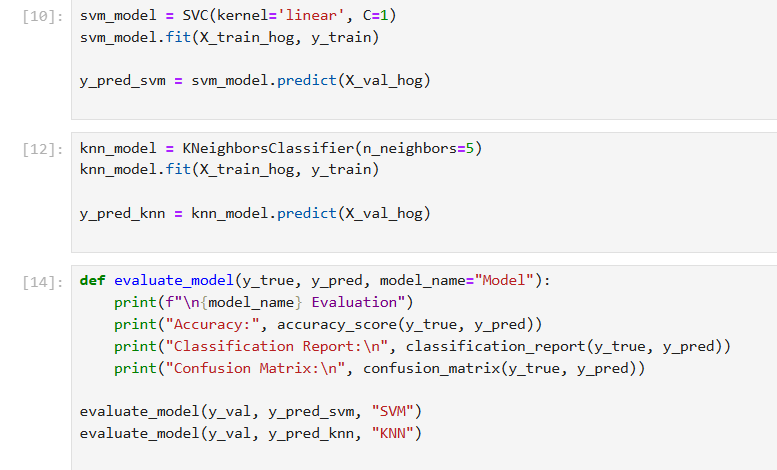 [10]: svm_model = SVC(kernel='linear', C=1)
svm_model.fit(X_train_hog, y_train)
y_pred_svm = svm_model.predict(X_val_hog)
[12]: knn_model = KNeighborsClassifier(n_neighbors=5)
knn_model.fit(X_train_hog, y_train)
y_pred_knn = knn_model.predict(X_val_hog)
[14]: def evaluate_model(y_true, y_pred, model_name="Model"):
    print(f"\n{model_name} Evaluation")
    print("Accuracy:", accuracy_score(y_true, y_pred))
    print("Classification Report:\n", classification_report(y_true, y_pred))
    print("Confusion Matrix:\n", confusion_matrix(y_true, y_pred))
evaluate_model(y_val, y_pred_svm, "SVM")
evaluate_model(y_val, y_pred_knn, "KNN")